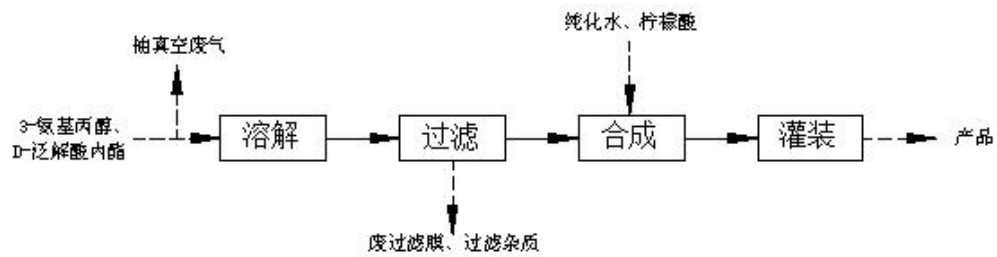 纯化水、柠檬酸
抽真空废气
3-氨基丙醇、
D-泛解酸内酯
溶解
过滤
合成
灌装
产品
废过滤膜、过滤杂质